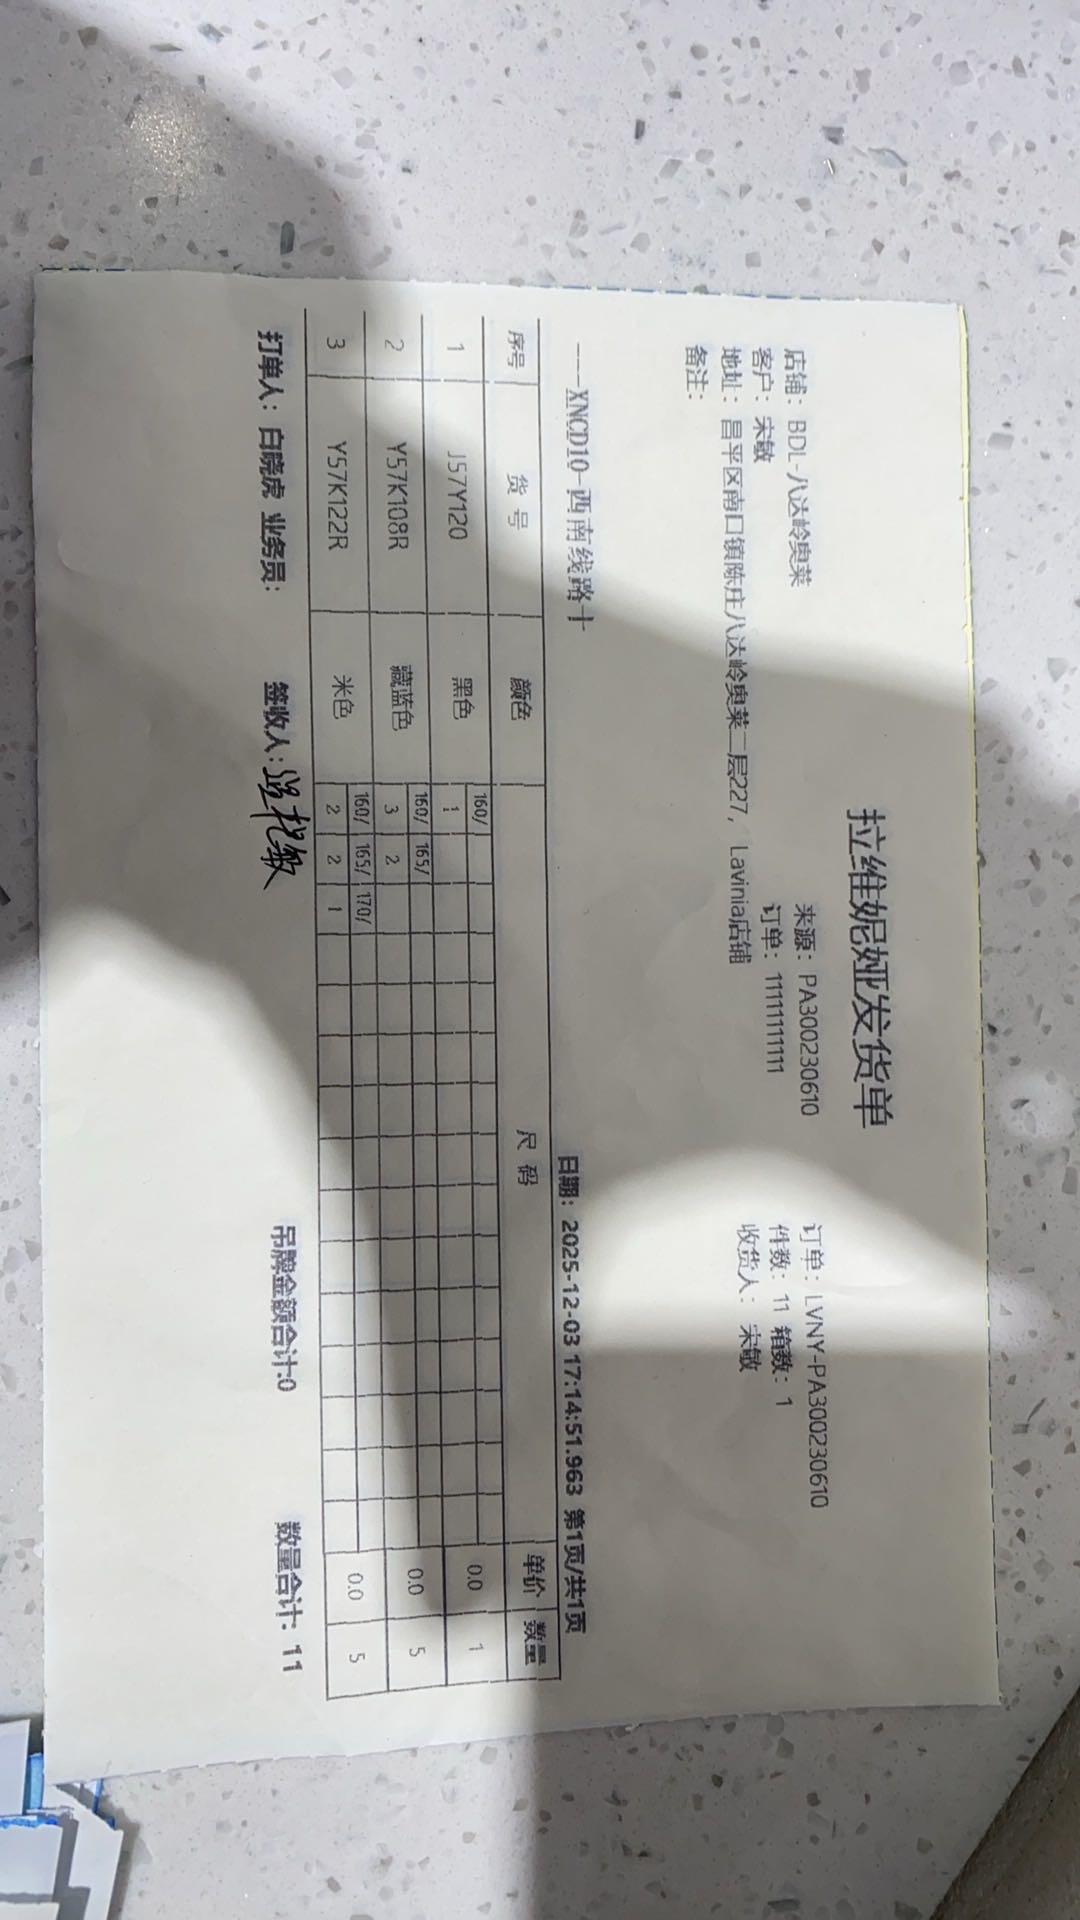 拉维妮娅发货单
店铺：BDL-八达岭奥莱 来源：PA300230610 订单：LVNY-PA300230610
客户：宋敏 订单：1111111111 件数：11 箱数：1
地址：昌平区南口镇陈庄八达岭奥莱二层227，Lavinia店铺 收货人：宋敏
备注：
----XNCD10-西南线路十 日期：2025-12-03 17:14:51.963 第1页/共1页
序号 货号 颜色 尺码 单价 数量
160/
1 J57Y120 黑色 1 0.0 1
160/ 165/
2 Y57K108R 藏蓝色 3 2 0.0 5
160/ 165/ 170/
3 Y57K122R 米色 2 2 1 0.0 5
打单人：白晓虎 业务员： 签收人： 吊牌金额合计:0 数量合计：11